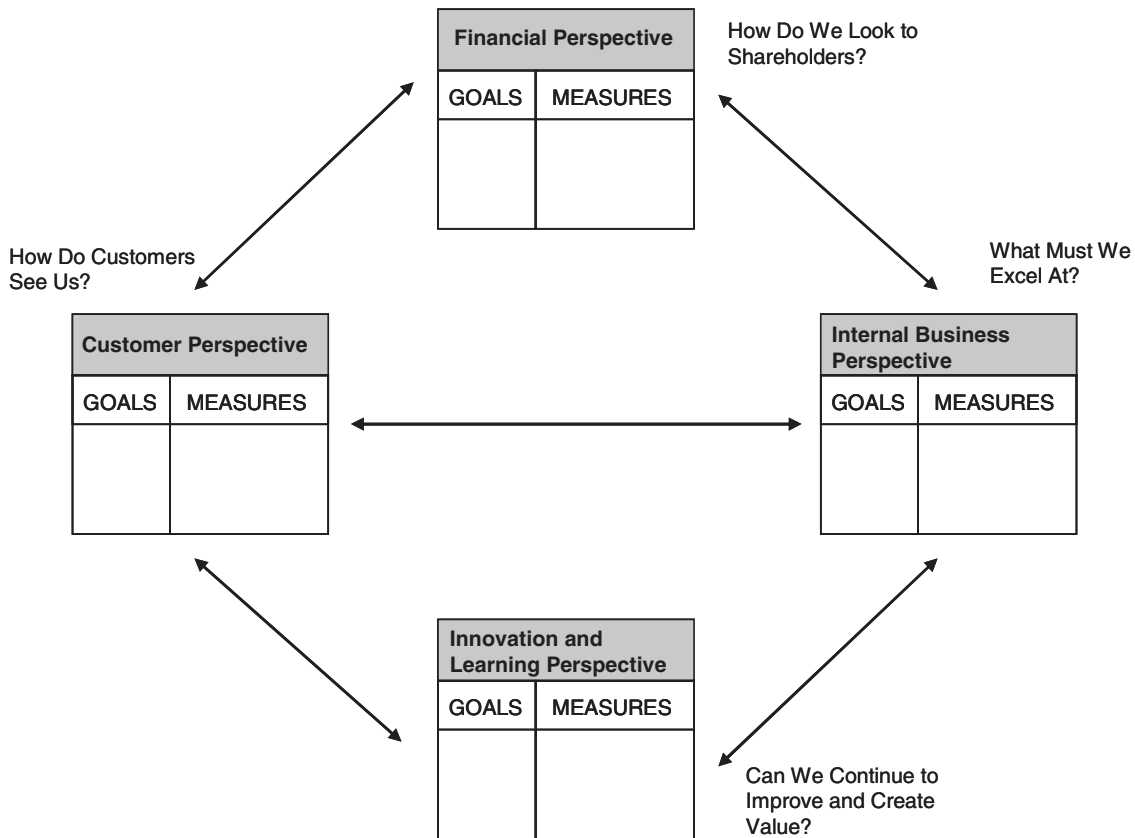 Financial Perspective
How Do We Look to
Shareholders?
GOALS
MEASURES
How Do Customers
See Us?
What Must We
Excel At?
Customer Perspective
GOALS
MEASURES
Internal Business
Perspective
GOALS
MEASURES
Innovation and
Learning Perspective
GOALS
MEASURES
Can We Continue to
Improve and Create
Value?